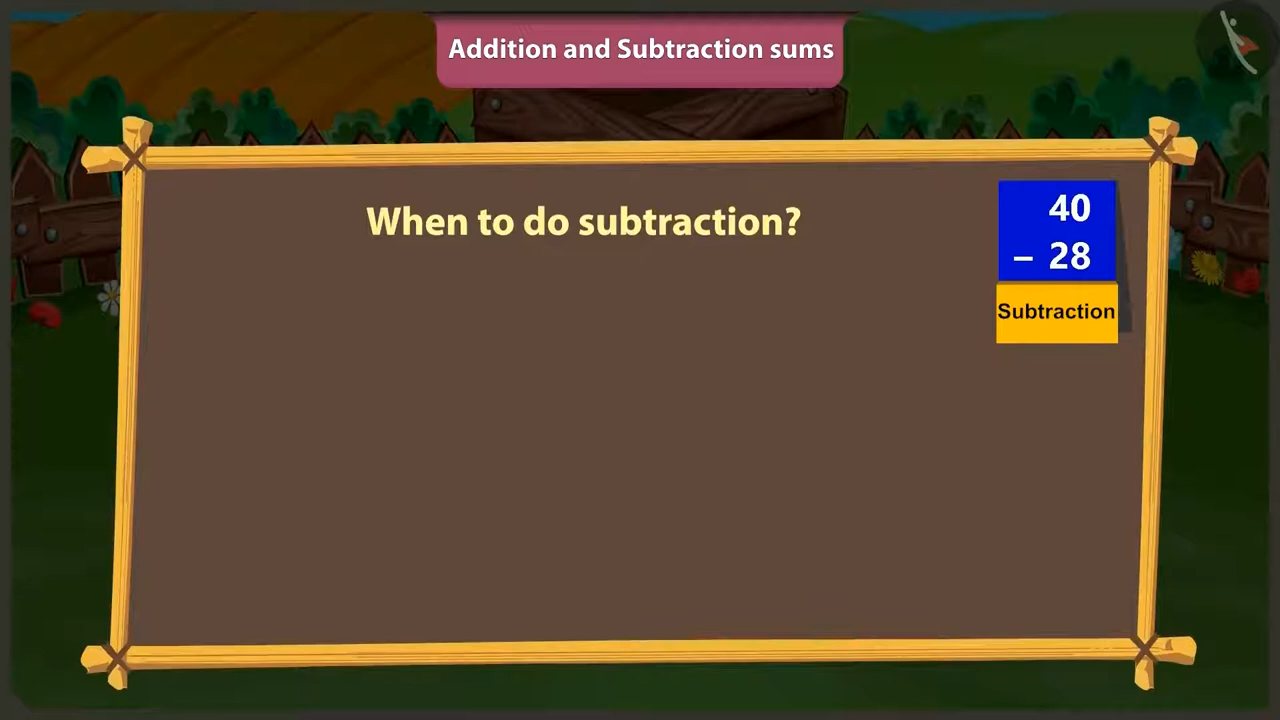 Addition and Subtraction sums
When to do subtraction?
40
– 28
Subtraction